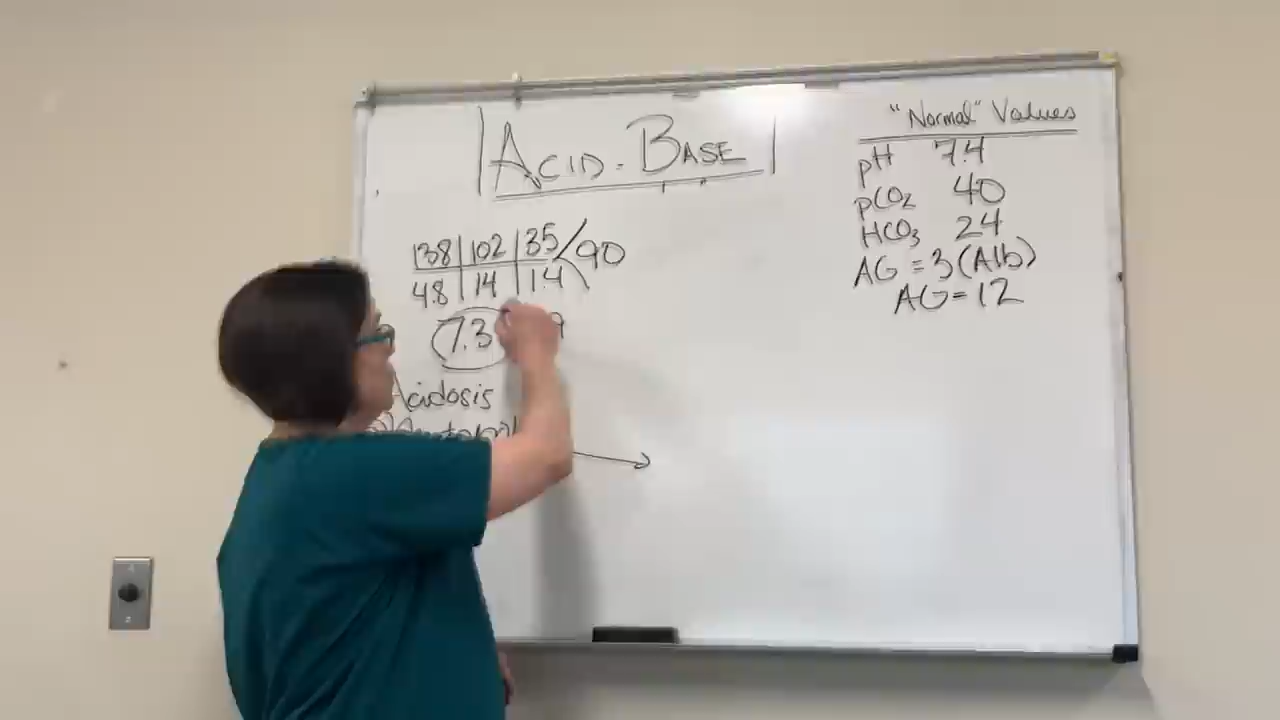 ACID-BASE
138 | 102 | 35 / 90
4.8 | 14 | 1.4
7.3
Acidosis
"Normal" Values
pH 7.4
pCO2 40
HCO3 24
AG = 3(Alb)
AG=12